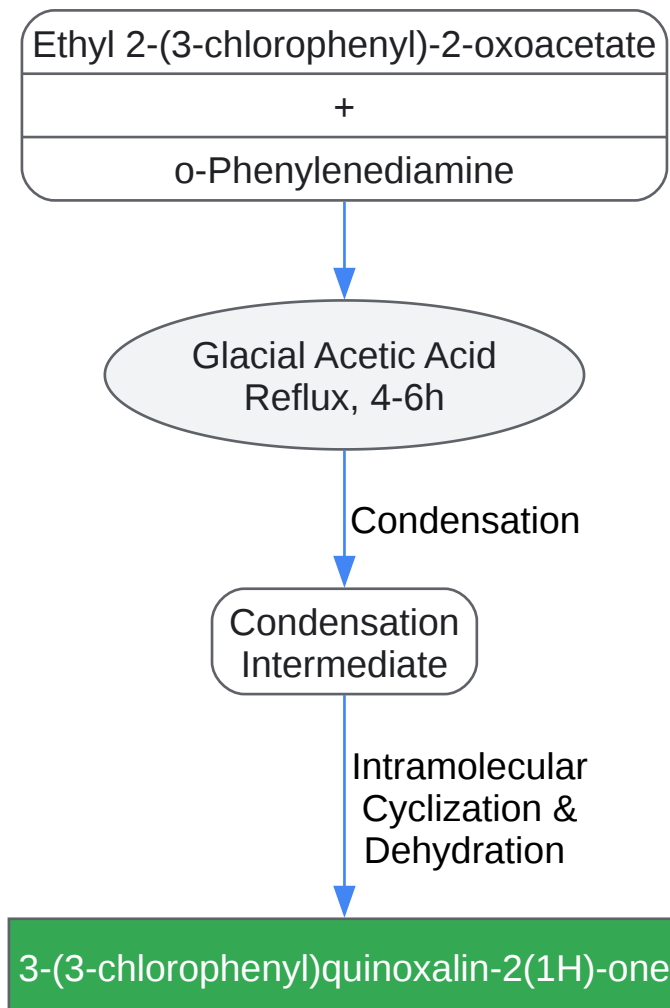 Ethyl 2-(3-chlorophenyl)-2-oxoacetate
+
o-Phenylenediamine
Glacial Acetic Acid
Reflux, 4-6h
Condensation
Condensation
Intermediate
Intramolecular
Cyclization &
Dehydration
3-(3-chlorophenyl)quinoxalin-2(1H)-one